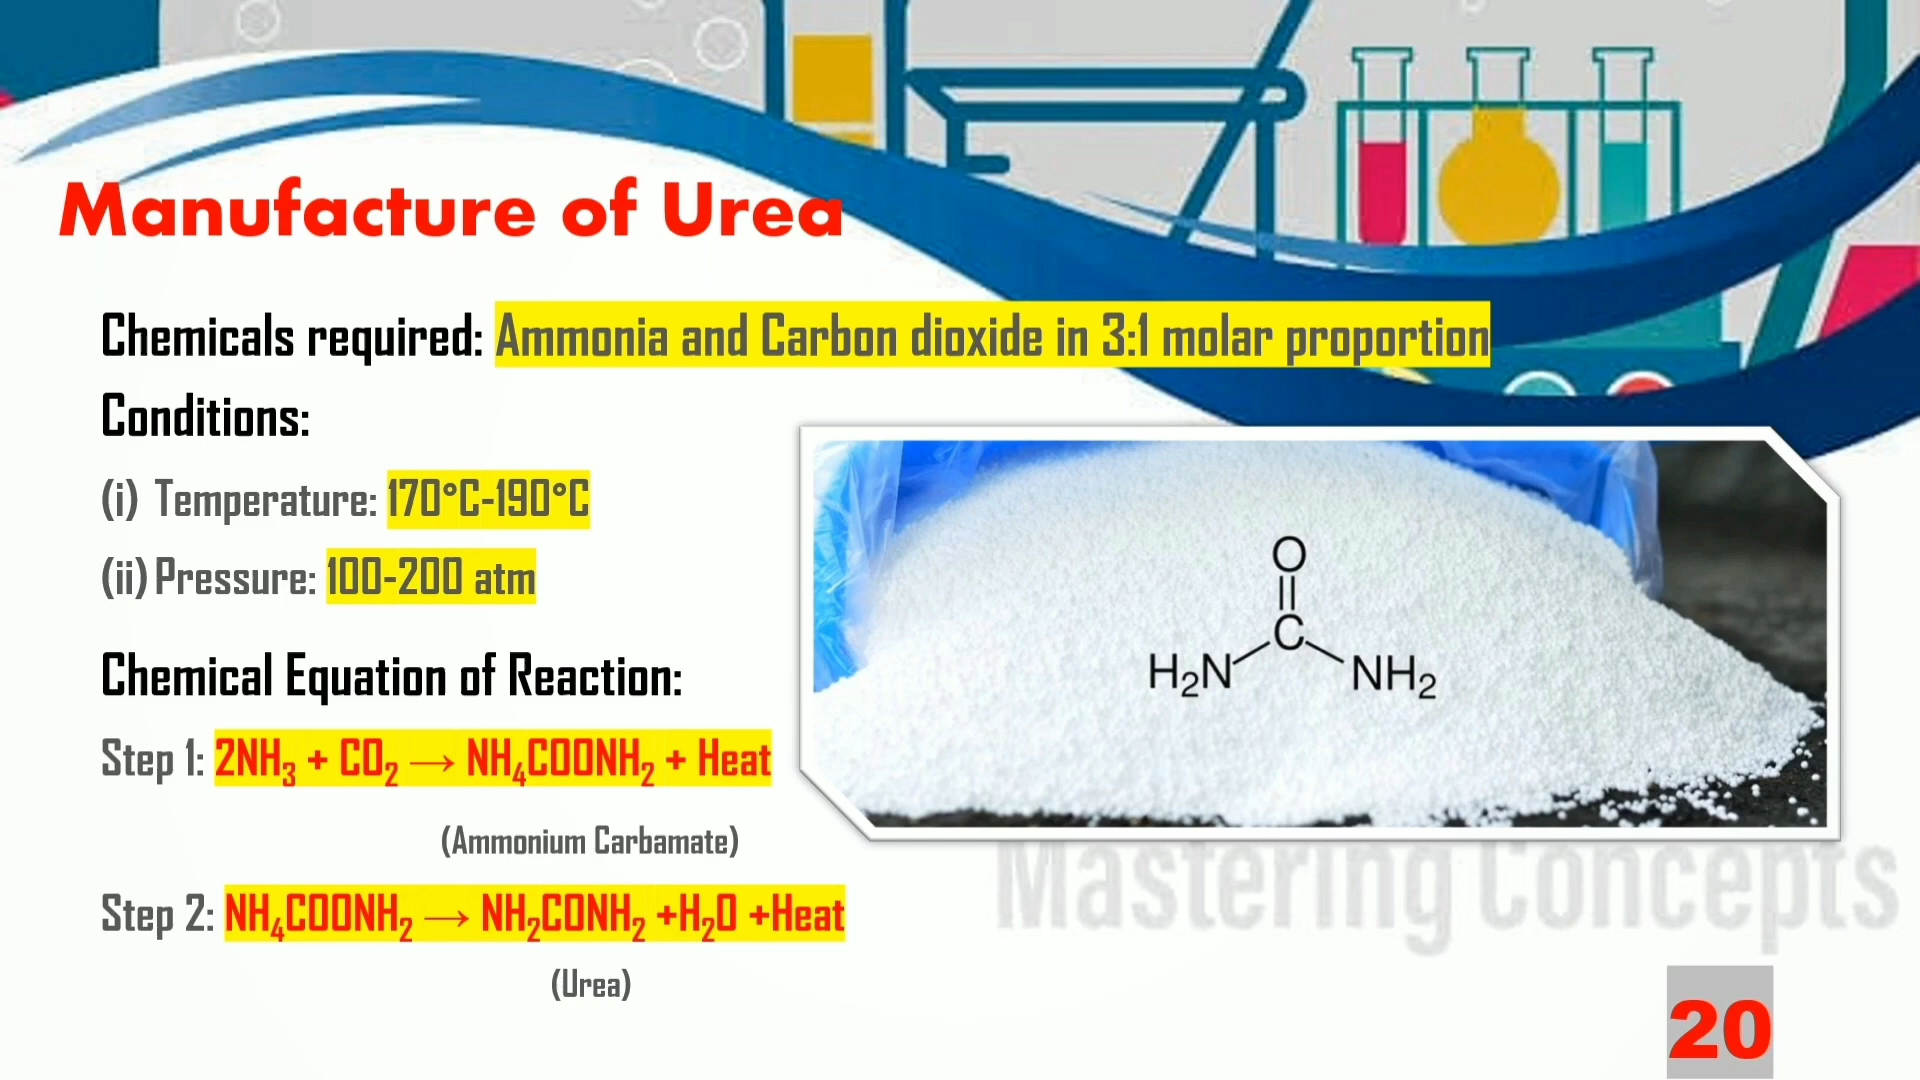 Manufacture of Urea
Chemicals required: Ammonia and Carbon dioxide in 3:1 molar proportion
Conditions:
(i) Temperature: 170°C-190°C
(ii) Pressure: 100-200 atm
O
C
H₂N NH₂
Chemical Equation of Reaction:
Step 1: 2NH₃ + CO₂ → NH₄COONH₂ + Heat
(Ammonium Carbamate)
Mastering Concepts
Step 2: NH₄COONH₂ → NH₂CONH₂ +H₂O +Heat
(Urea)
20